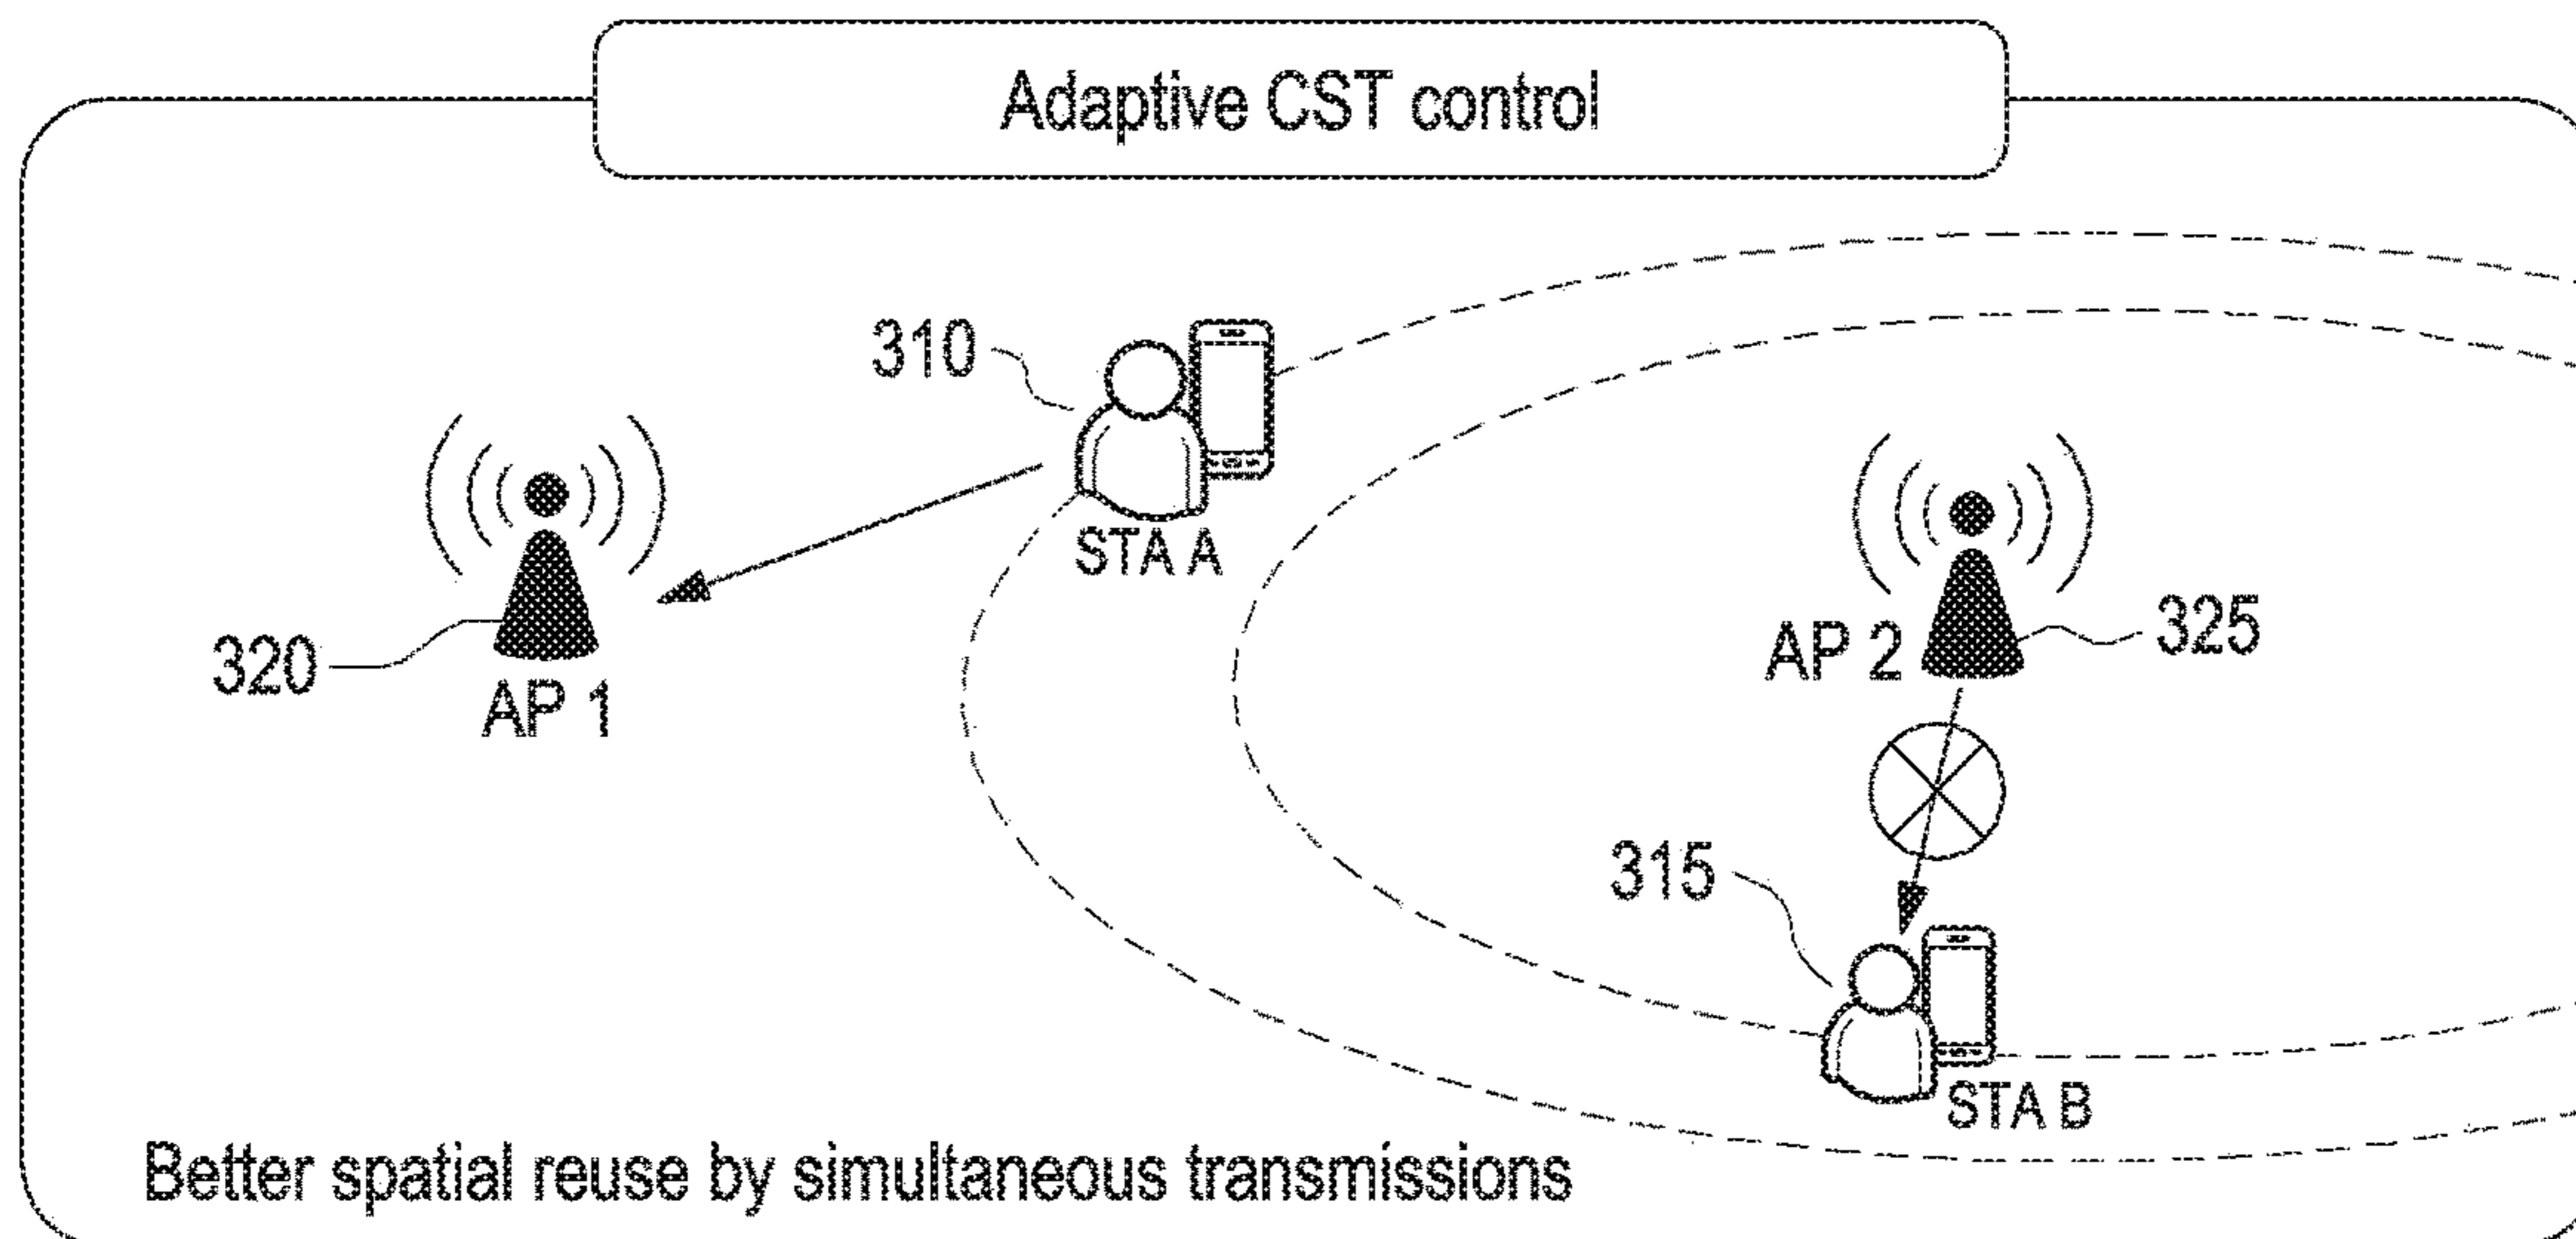 Adaptive CST control
310
STA A
320
AP 1
AP 2
325
315
STA B
Better spatial reuse by simultaneous transmissions